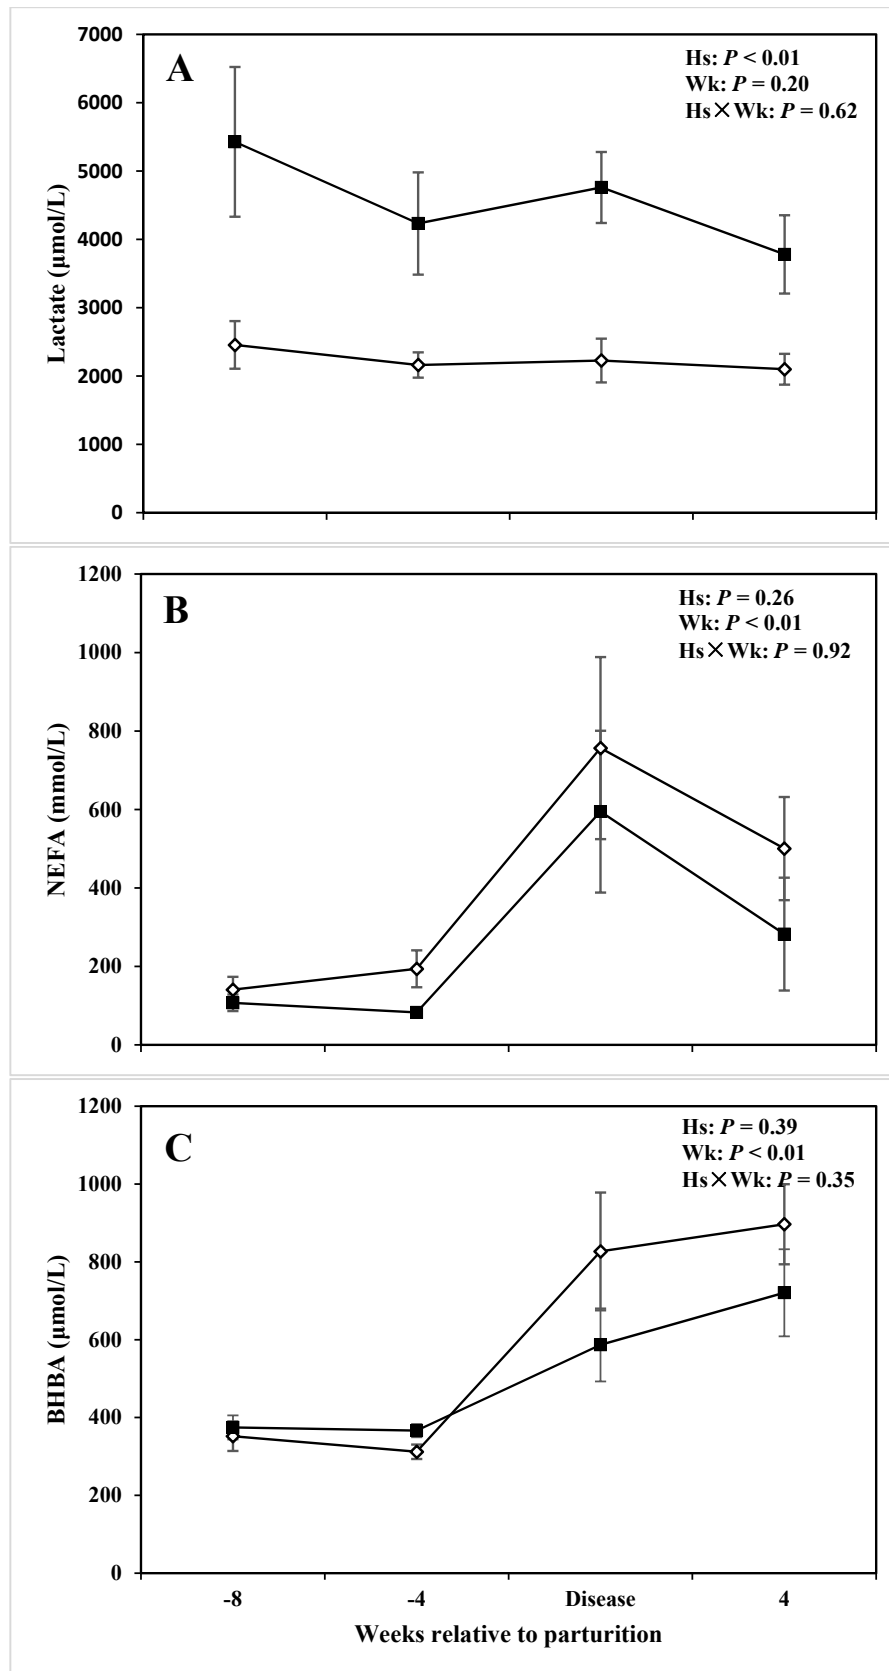 A
Hs: P < 0.01
Wk: P = 0.20
Hs×Wk: P = 0.62
7000
6000
5000
4000
3000
2000
1000
0
Lactate (µmol/L)
B
Hs: P = 0.26
Wk: P < 0.01
Hs×Wk: P = 0.92
1200
1000
800
600
400
200
0
NEFA (mmol/L)
C
Hs: P = 0.39
Wk: P < 0.01
Hs×Wk: P = 0.35
1200
1000
800
600
400
200
0
BHBA (µmol/L)
-8 -4 Disease 4
Weeks relative to parturition